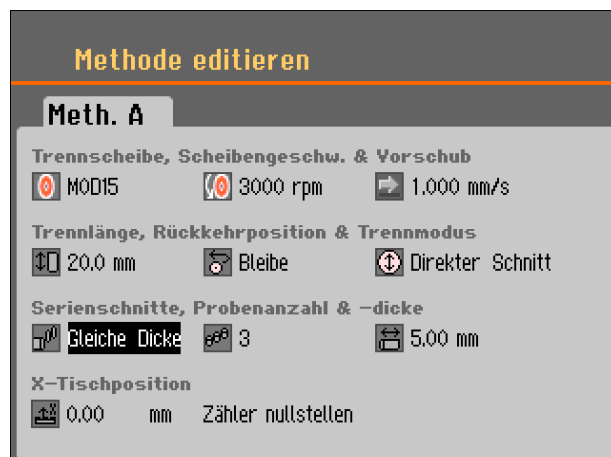 Methode editieren
Meth. A
Trennscheibe, Scheibengeschw. & Vorschub
MOD15 3000 rpm 1.000 mm/s
Trennlänge, Rückkehrposition & Trennmodus
20.0 mm Bleibe Direkter Schnitt
Serienschnitte, Probenanzahl & -dicke
Gleiche Dicke 3 5.00 mm
X-Tischposition
0.00 mm Zähler nullstellen